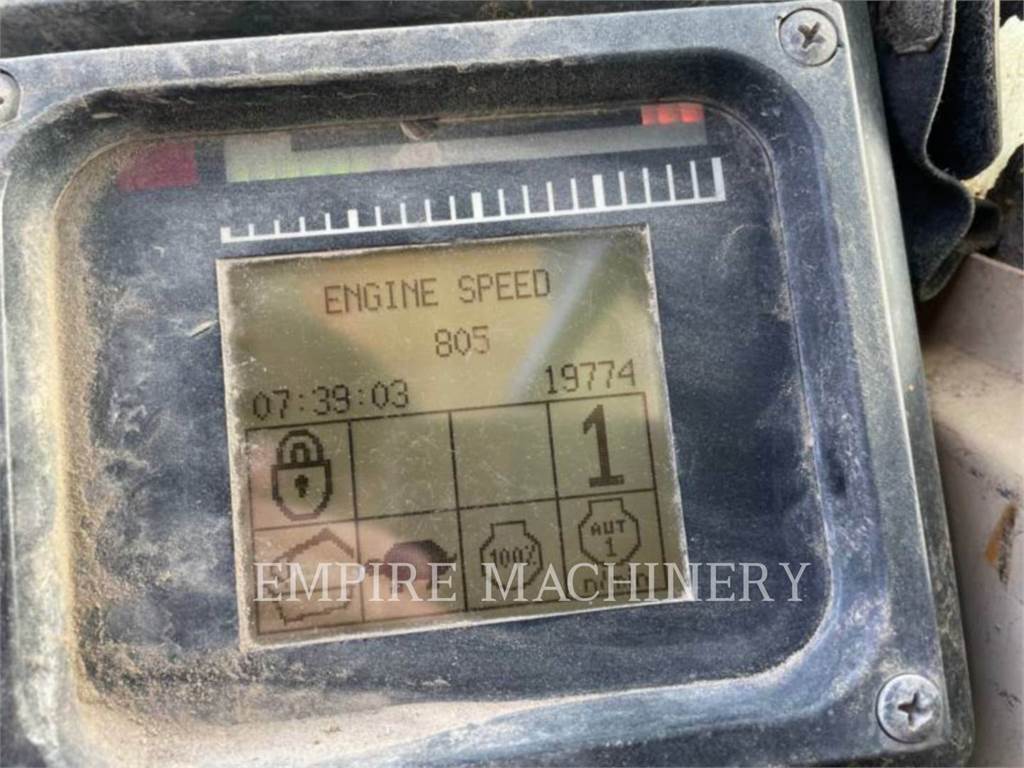 ENGINE SPEED
805
07:39:03 19774
1
100%
AUT
1
EMPIRE MACHINERY